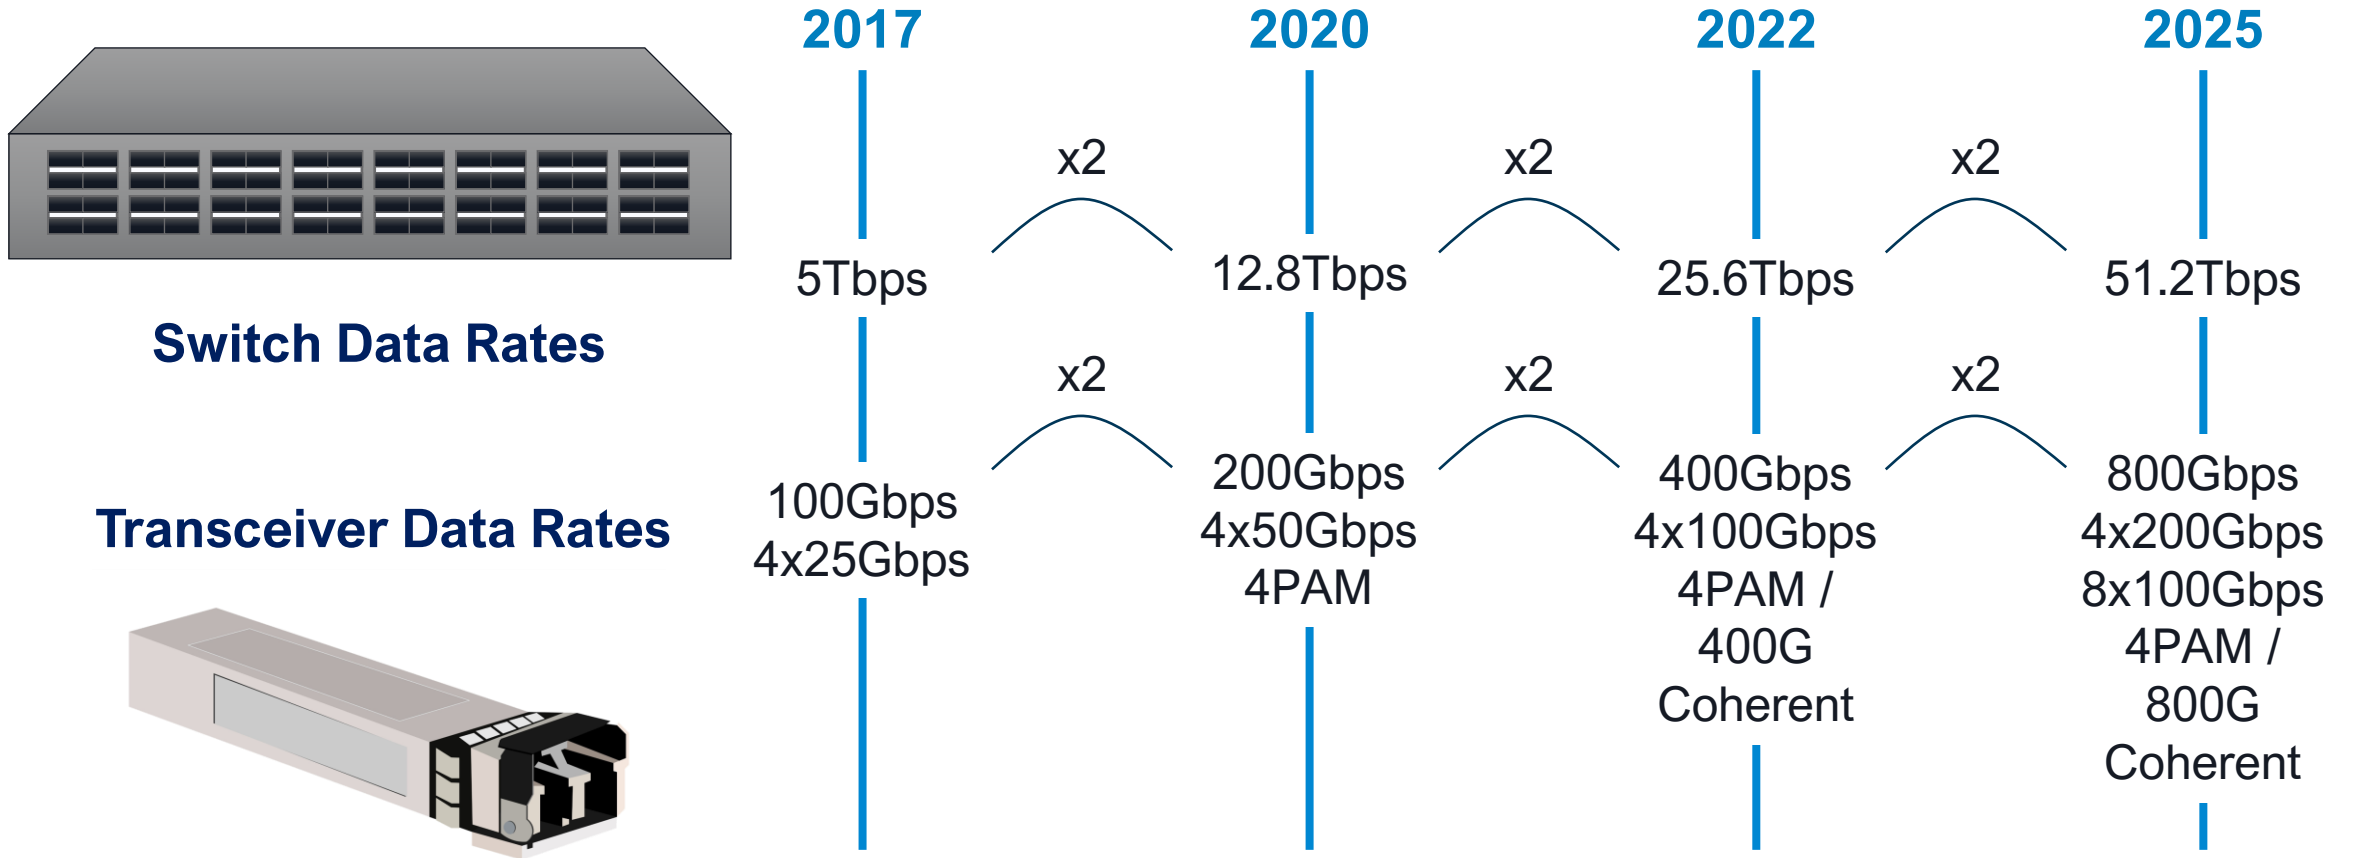 2017
2020
2022
2025
x2
x2
x2
5Tbps
12.8Tbps
25.6Tbps
51.2Tbps
Switch Data Rates
x2
x2
x2
Transceiver Data Rates
100Gbps
4x25Gbps
200Gbps
4x50Gbps
4PAM
400Gbps
4x100Gbps
4PAM /
400G
Coherent
800Gbps
4x200Gbps
8x100Gbps
4PAM /
800G
Coherent